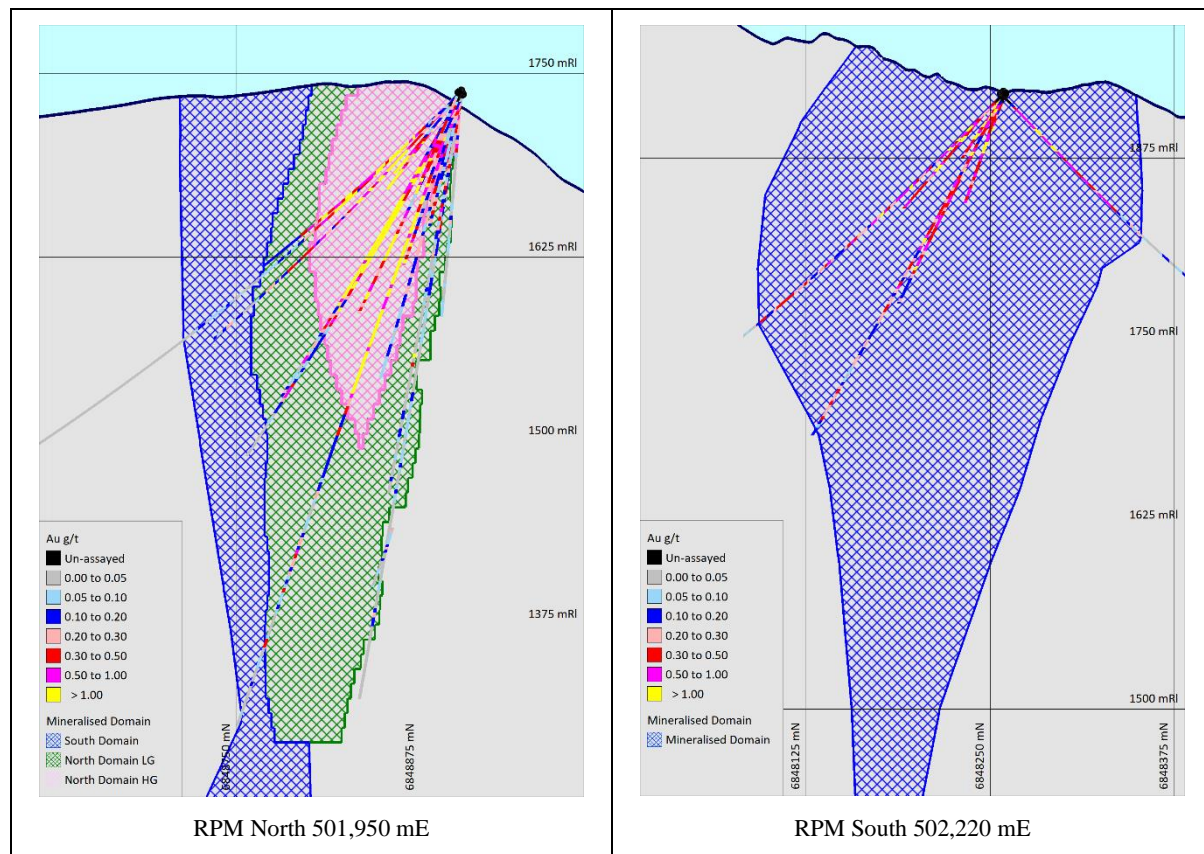 1750 mRl
1625 mRl
1500 mRl
1375 mRl
6848750 mN
6848875 mN
Au g/t
Un-assayed
0.00 to 0.05
0.05 to 0.10
0.10 to 0.20
0.20 to 0.30
0.30 to 0.50
0.50 to 1.00
> 1.00
Mineralised Domain
South Domain
North Domain LG
North Domain HG
RPM North 501,950 mE
1875 mRl
1750 mRl
1625 mRl
1500 mRl
6848125 mN
6848250 mN
6848375 mN
Au g/t
Un-assayed
0.00 to 0.05
0.05 to 0.10
0.10 to 0.20
0.20 to 0.30
0.30 to 0.50
0.50 to 1.00
> 1.00
Mineralised Domain
Mineralised Domain
RPM South 502,220 mE